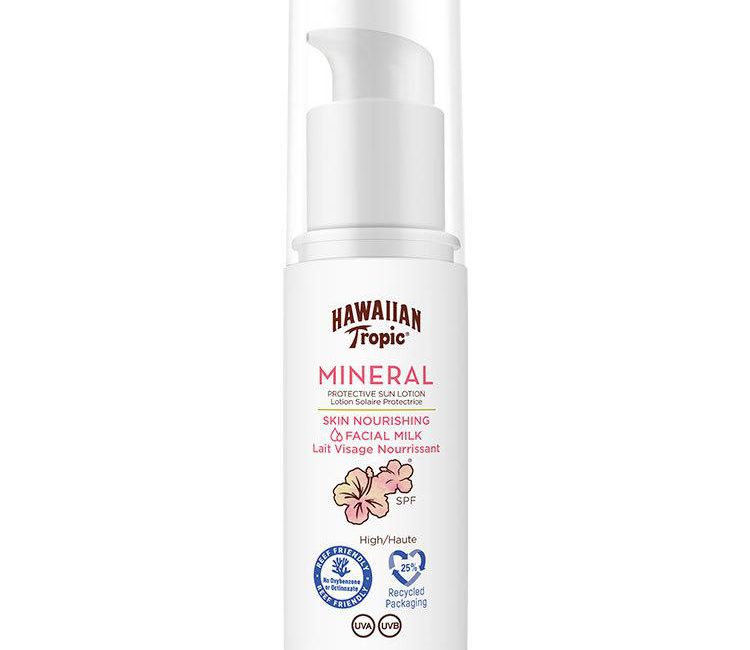 HAWAIIAN
Tropic®
MINERAL
PROTECTIVE SUN LOTION
Lotion Solaire Protectrice
SKIN NOURISHING
FACIAL MILK
Lait Visage Nourrissant
®
SPF
High/Haute
REEF FRIENDLY
No Oxybenzone
or Octinoxate
REEF FRIENDLY
25%
Recycled
Packaging
UVA UVB